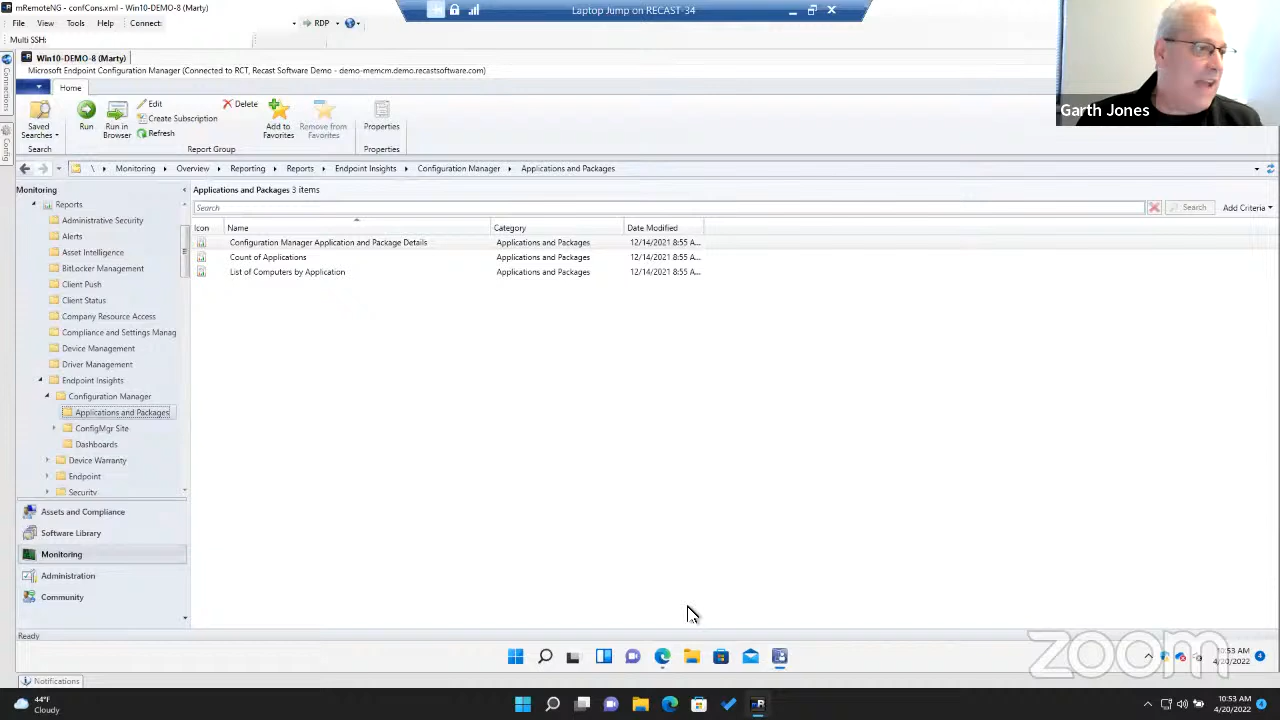 mRemoteNG - confCons.xml - Win10-DEMO-8 (Marty)
Laptop Jump on RECAST-34
File View Tools Help Connect: RDP
Multi SSH:
Connections
Config
Win10-DEMO-8 (Marty)
Microsoft Endpoint Configuration Manager (Connected to RCT, Recast Software Demo - demo-memcm.demo.recastsoftware.com)
Garth Jones
Home
Saved Searches
Search
Run
Run in Browser
Edit
Create Subscription
Refresh
Delete
Report Group
Add to Favorites
Remove from Favorites
Properties
Properties
\ Monitoring Overview Reporting Reports Endpoint Insights Configuration Manager Applications and Packages
Monitoring
Reports
Administrative Security
Alerts
Asset Intelligence
BitLocker Management
Client Push
Client Status
Company Resource Access
Compliance and Settings Manag
Device Management
Driver Management
Endpoint Insights
Configuration Manager
Applications and Packages
ConfigMgr Site
Dashboards
Device Warranty
Endpoint
Security
Assets and Compliance
Software Library
Monitoring
Administration
Community
Applications and Packages 3 items
Search
Search Add Criteria
Icon Name Category Date Modified
Configuration Manager Application and Package Details Applications and Packages 12/14/2021 8:55 A...
Count of Applications Applications and Packages 12/14/2021 8:55 A...
List of Computers by Application Applications and Packages 12/14/2021 8:55 A...
Ready
zoom
10:53 AM
4/20/2022
Notifications
44°F
Cloudy
10:53 AM
4/20/2022